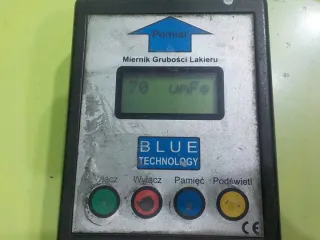 Pomiar
Miernik Grubości Lakieru
70 umFe
BLUE
TECHNOLOGY
Wyłącz Pamięć Podświetl
CE